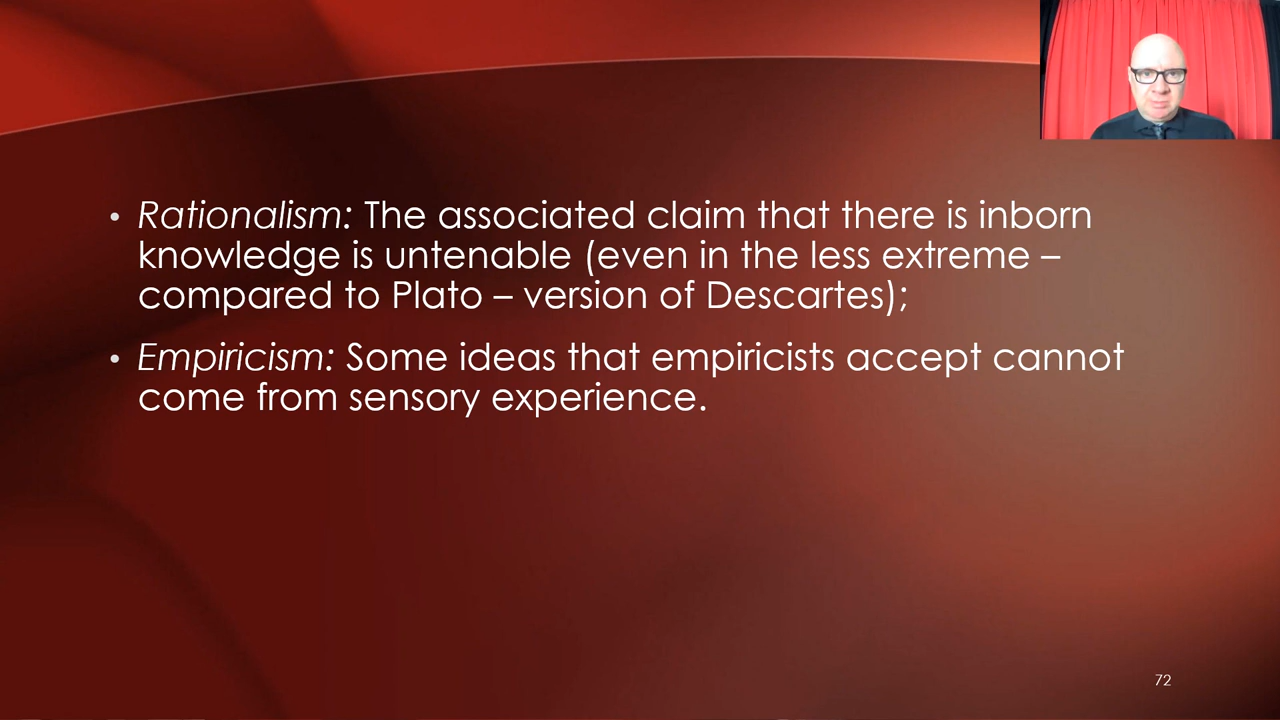 • Rationalism: The associated claim that there is inborn
knowledge is untenable (even in the less extreme –
compared to Plato – version of Descartes);
• Empiricism: Some ideas that empiricists accept cannot
come from sensory experience.
72